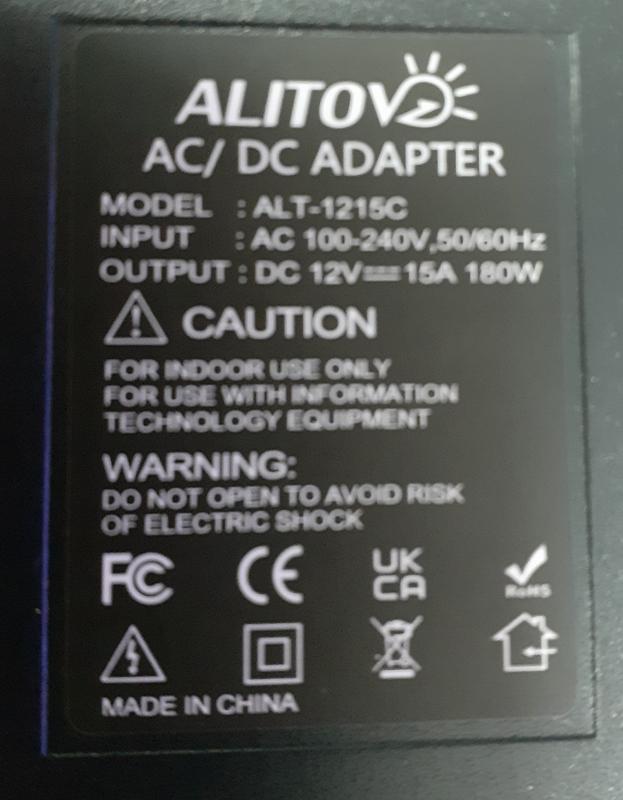 ALITOVE
AC/ DC ADAPTER
MODEL : ALT-1215C
INPUT : AC 100-240V,50/60Hz
OUTPUT : DC 12V⎓15A 180W
CAUTION
FOR INDOOR USE ONLY
FOR USE WITH INFORMATION
TECHNOLOGY EQUIPMENT
WARNING:
DO NOT OPEN TO AVOID RISK
OF ELECTRIC SHOCK
FC CE UK
CA RoHS
MADE IN CHINA